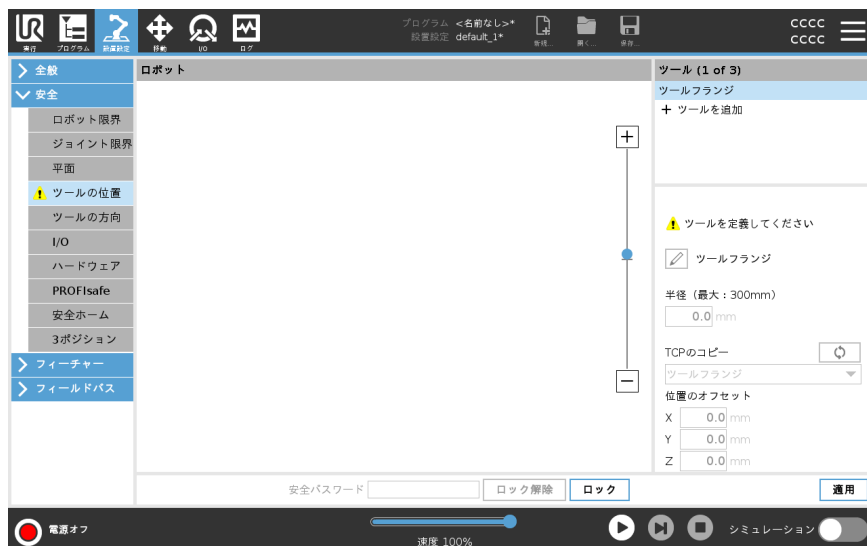 プログラム <名前なし>*
設置設定 default_1*
新規...
開く...
保存...
CCCC
CCCC
UR
実行
プログラム
設置設定
移動
I/O
ログ
全般
安全
ロボット限界
ジョイント限界
平面
ツールの位置
ツールの方向
I/O
ハードウェア
PROFIsafe
安全ホーム
3ポジション
フィーチャー
フィールドバス
ロボット
ツール (1 of 3)
ツールフランジ
+ ツールを追加
ツールを定義してください
ツールフランジ
半径（最大：300mm）
0.0 mm
TCPのコピー
ツールフランジ
位置のオフセット
X 0.0 mm
Y 0.0 mm
Z 0.0 mm
安全パスワード
ロック解除
ロック
適用
電源オフ
速度 100%
シミュレーション